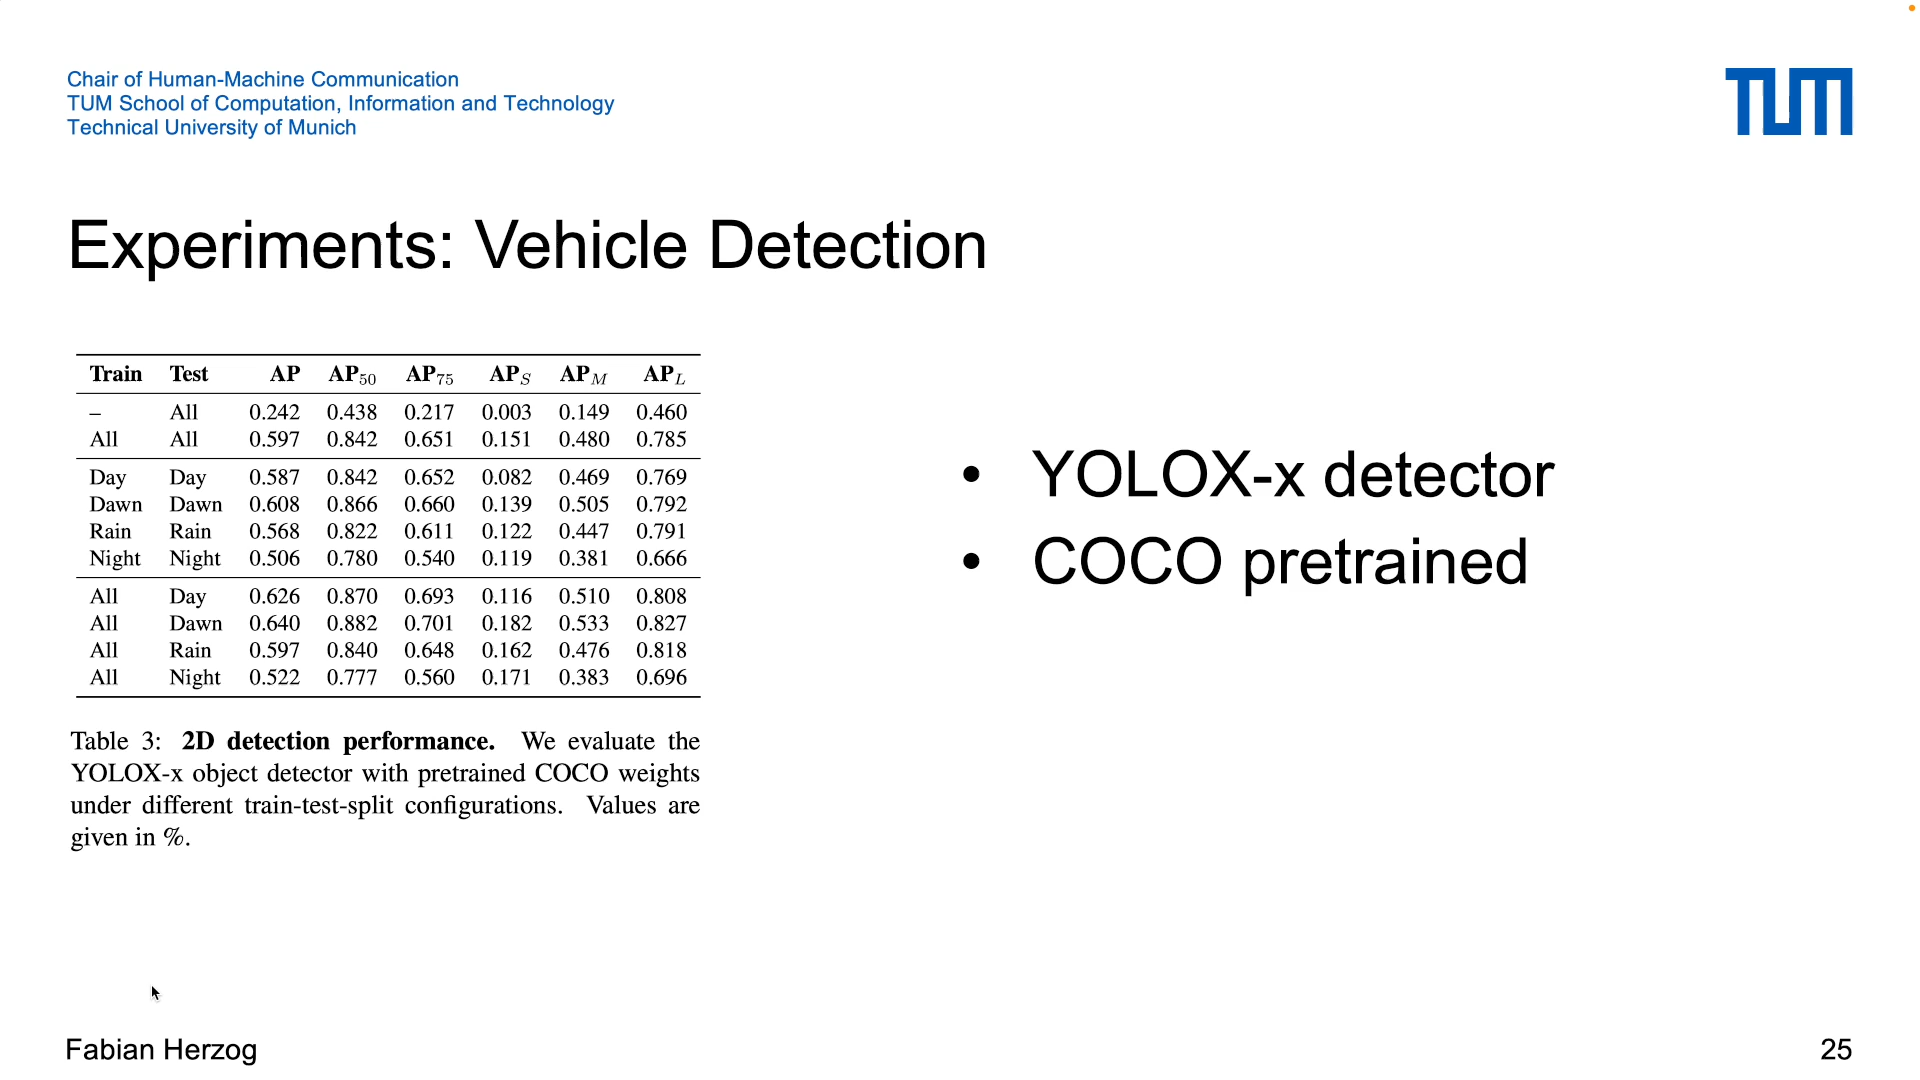 Chair of Human-Machine Communication
TUM School of Computation, Information and Technology
Technical University of Munich
TUM
Experiments: Vehicle Detection
Train Test AP AP50 AP75 APS APM APL
– All 0.242 0.438 0.217 0.003 0.149 0.460
All All 0.597 0.842 0.651 0.151 0.480 0.785
Day Day 0.587 0.842 0.652 0.082 0.469 0.769
Dawn Dawn 0.608 0.866 0.660 0.139 0.505 0.792
Rain Rain 0.568 0.822 0.611 0.122 0.447 0.791
Night Night 0.506 0.780 0.540 0.119 0.381 0.666
All Day 0.626 0.870 0.693 0.116 0.510 0.808
All Dawn 0.640 0.882 0.701 0.182 0.533 0.827
All Rain 0.597 0.840 0.648 0.162 0.476 0.818
All Night 0.522 0.777 0.560 0.171 0.383 0.696
Table 3: 2D detection performance. We evaluate the
YOLOX-x object detector with pretrained COCO weights
under different train-test-split configurations. Values are
given in %.
• YOLOX-x detector
• COCO pretrained
Fabian Herzog
25